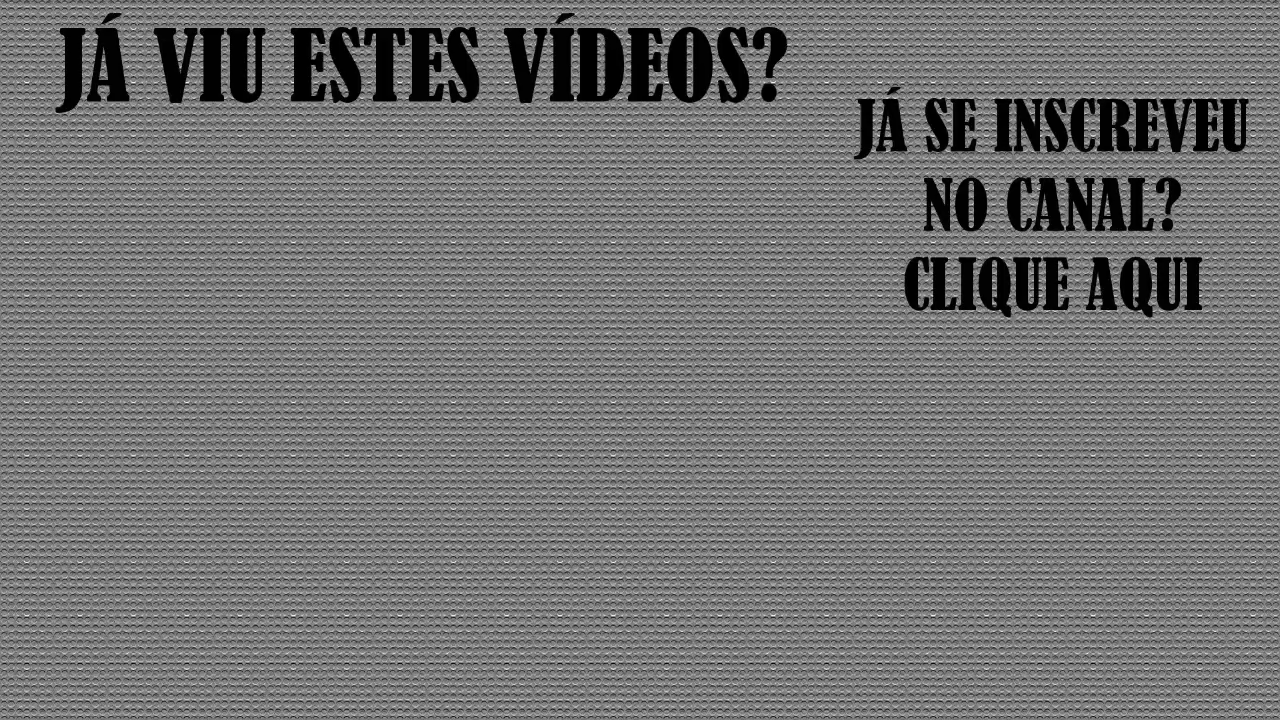 JÁ VIU ESTES VÍDEOS?
JÁ SE INSCREVEU
NO CANAL?
CLIQUE AQUI